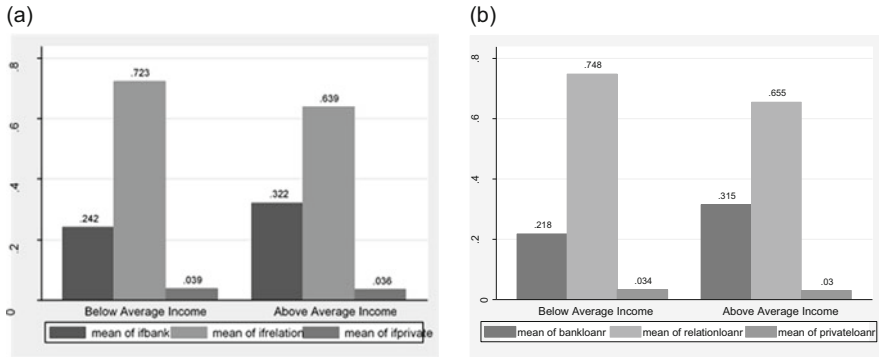 (a)
.8
.6
.4
.2
0
.723
.639
.242
.322
.039
.036
Below Average Income
Above Average Income
mean of ifbank
mean of ifrelation
mean of ifprivate
(b)
.8
.6
.4
.2
0
.748
.655
.218
.315
.034
.03
Below Average Income
Above Average Income
mean of bankloanr
mean of relationloanr
mean of privateloanr